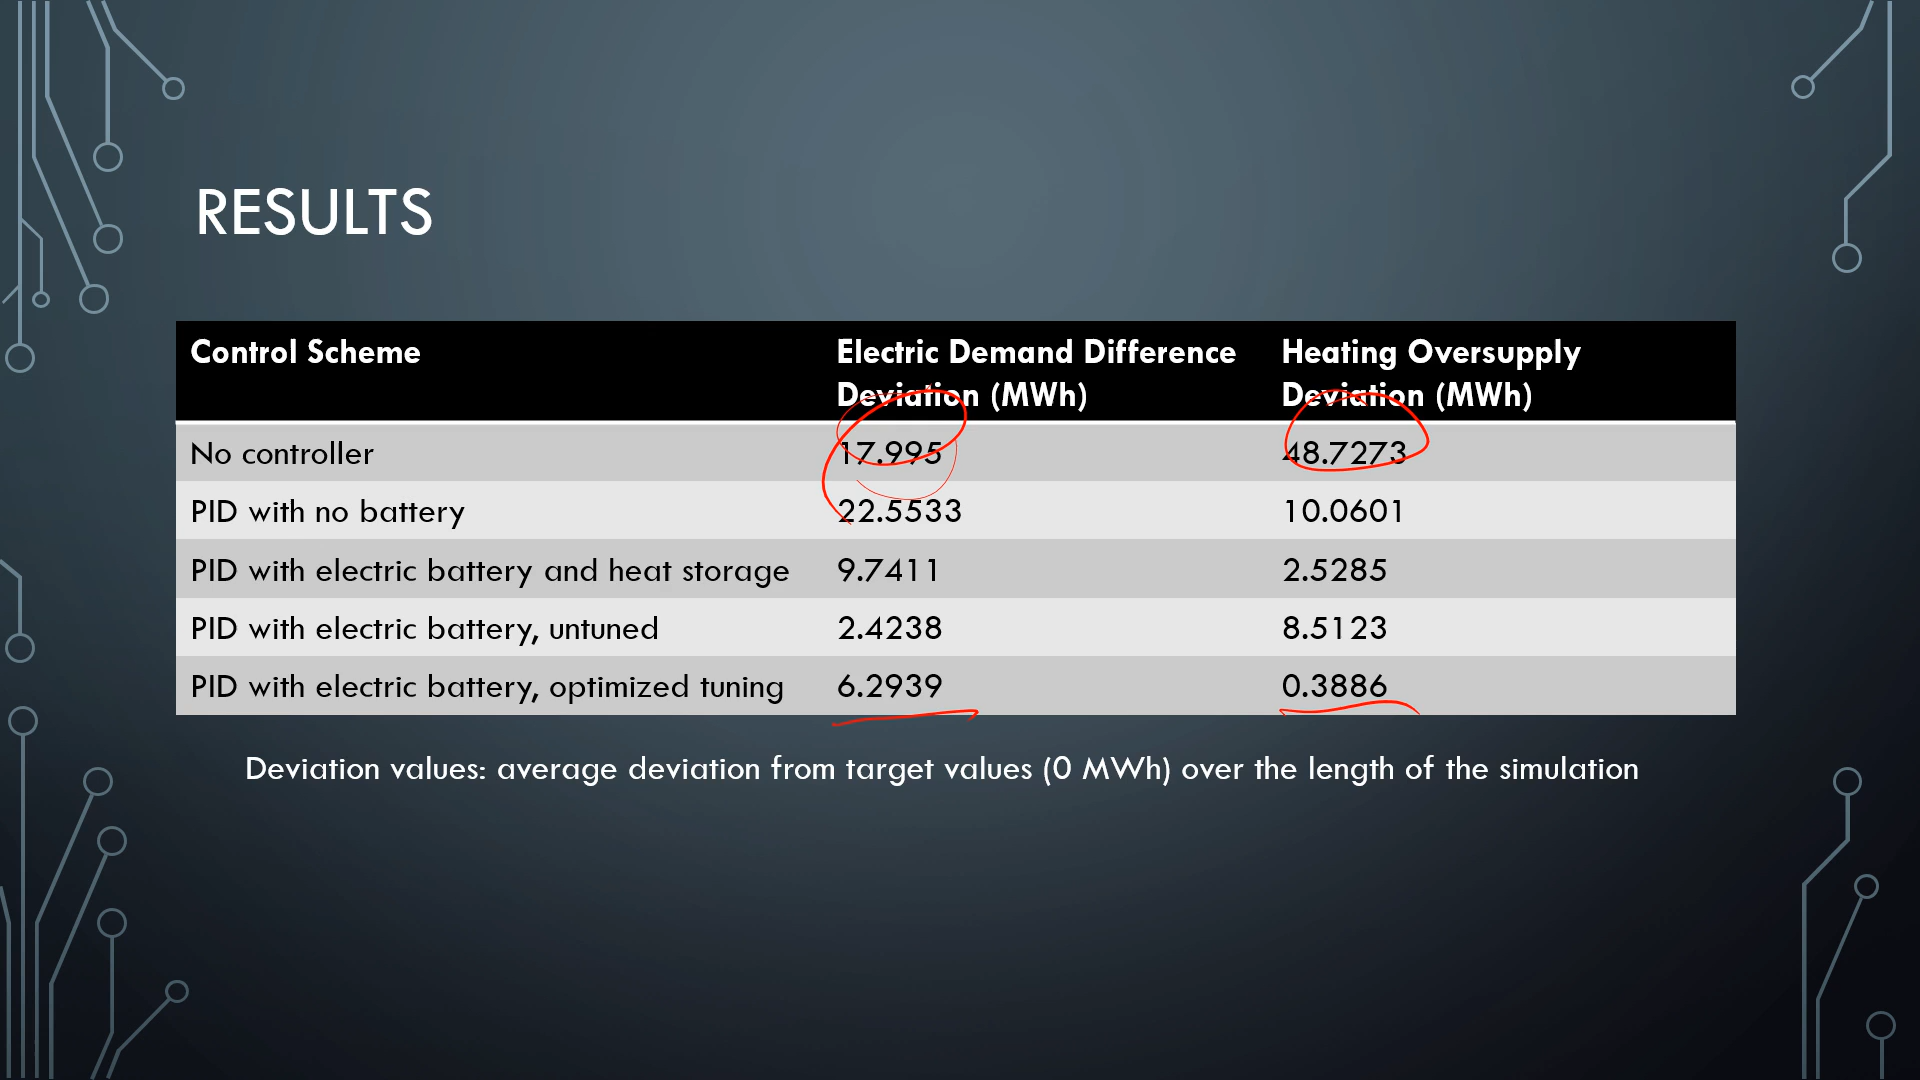 RESULTS
Control Scheme Electric Demand Difference Deviation (MWh) Heating Oversupply Deviation (MWh)
No controller 17.995 48.7273
PID with no battery 22.5533 10.0601
PID with electric battery and heat storage 9.7411 2.5285
PID with electric battery, untuned 2.4238 8.5123
PID with electric battery, optimized tuning 6.2939 0.3886
Deviation values: average deviation from target values (0 MWh) over the length of the simulation